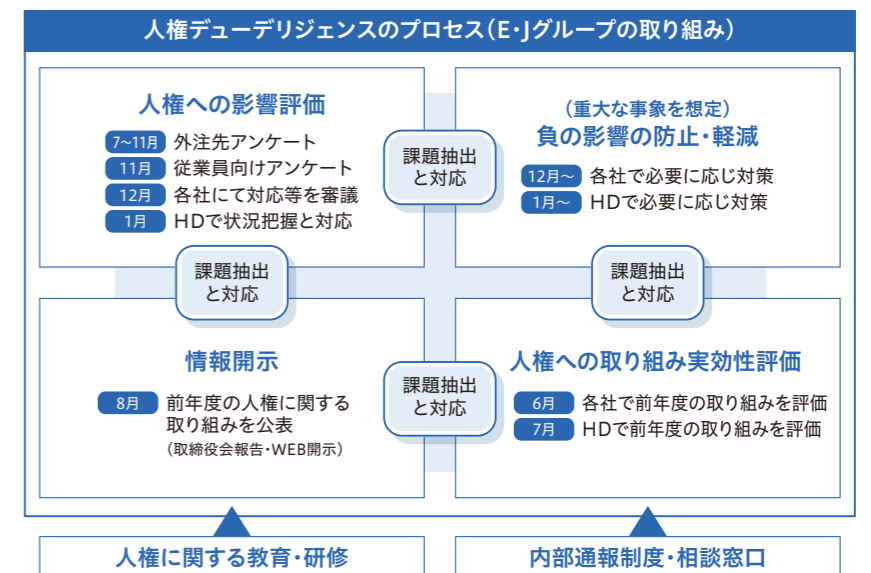 人権デューデリジェンスのプロセス(E・Jグループの取り組み)
人権への影響評価
7~11月 外注先アンケート
11月 従業員向けアンケート
12月 各社にて対応等を審議
1月 HDで状況把握と対応
課題抽出
と対応
(重大な事象を想定)
負の影響の防止・軽減
12月~ 各社で必要に応じ対策
1月~ HDで必要に応じ対策
課題抽出
と対応
課題抽出
と対応
情報開示
8月 前年度の人権に関する
取り組みを公表
(取締役会報告・WEB開示)
課題抽出
と対応
人権への取り組み実効性評価
6月 各社で前年度の取り組みを評価
7月 HDで前年度の取り組みを評価
人権に関する教育・研修
内部通報制度・相談窓口